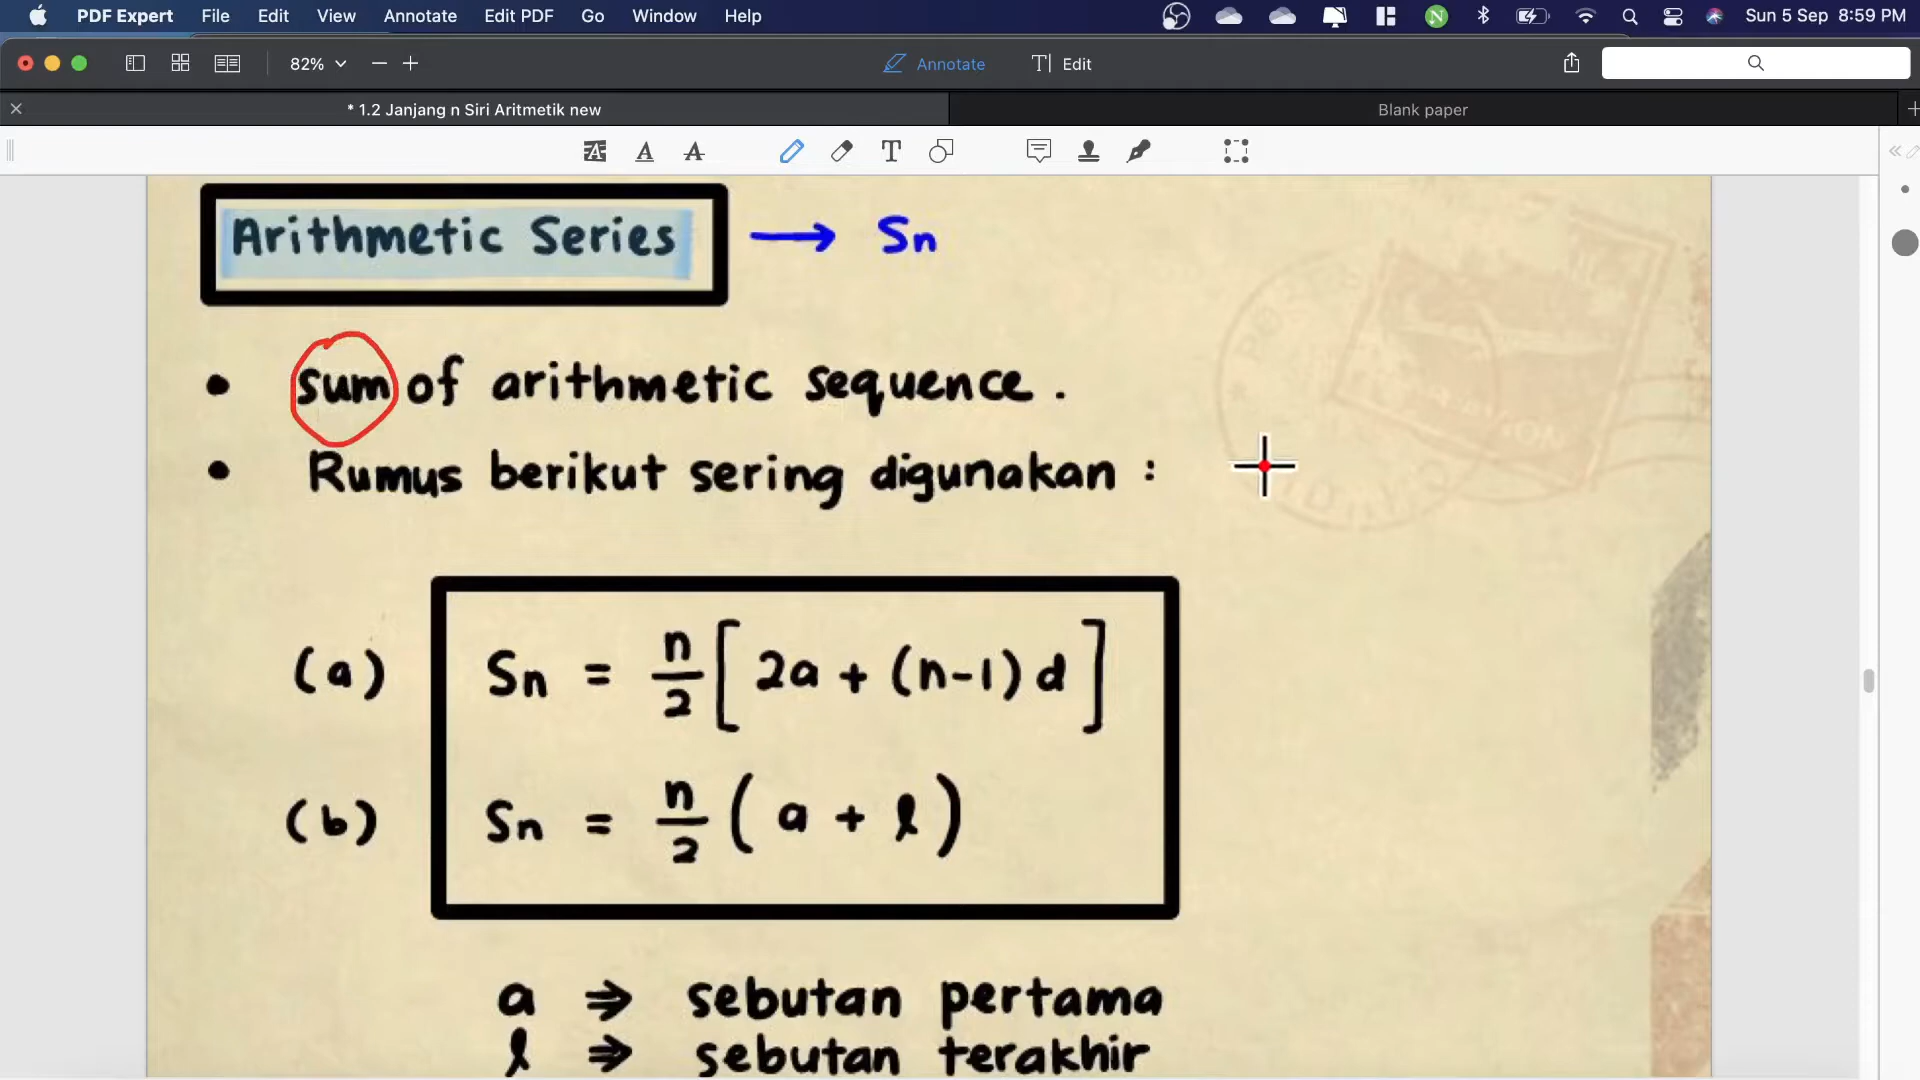 PDF Expert File Edit View Annotate Edit PDF Go Window Help N Sun 5 Sep 8:59 PM
82% Annotate T Edit
* 1.2 Janjang n Siri Aritmetik new Blank paper
A A A T
Arithmetic Series → Sn
• sum of arithmetic sequence .
• Rumus berikut sering digunakan :
(a) Sn = n/2 [ 2a + (n-1) d ]
(b) Sn = n/2 ( a + l )
a ⇒ sebutan pertama
l ⇒ sebutan terakhir